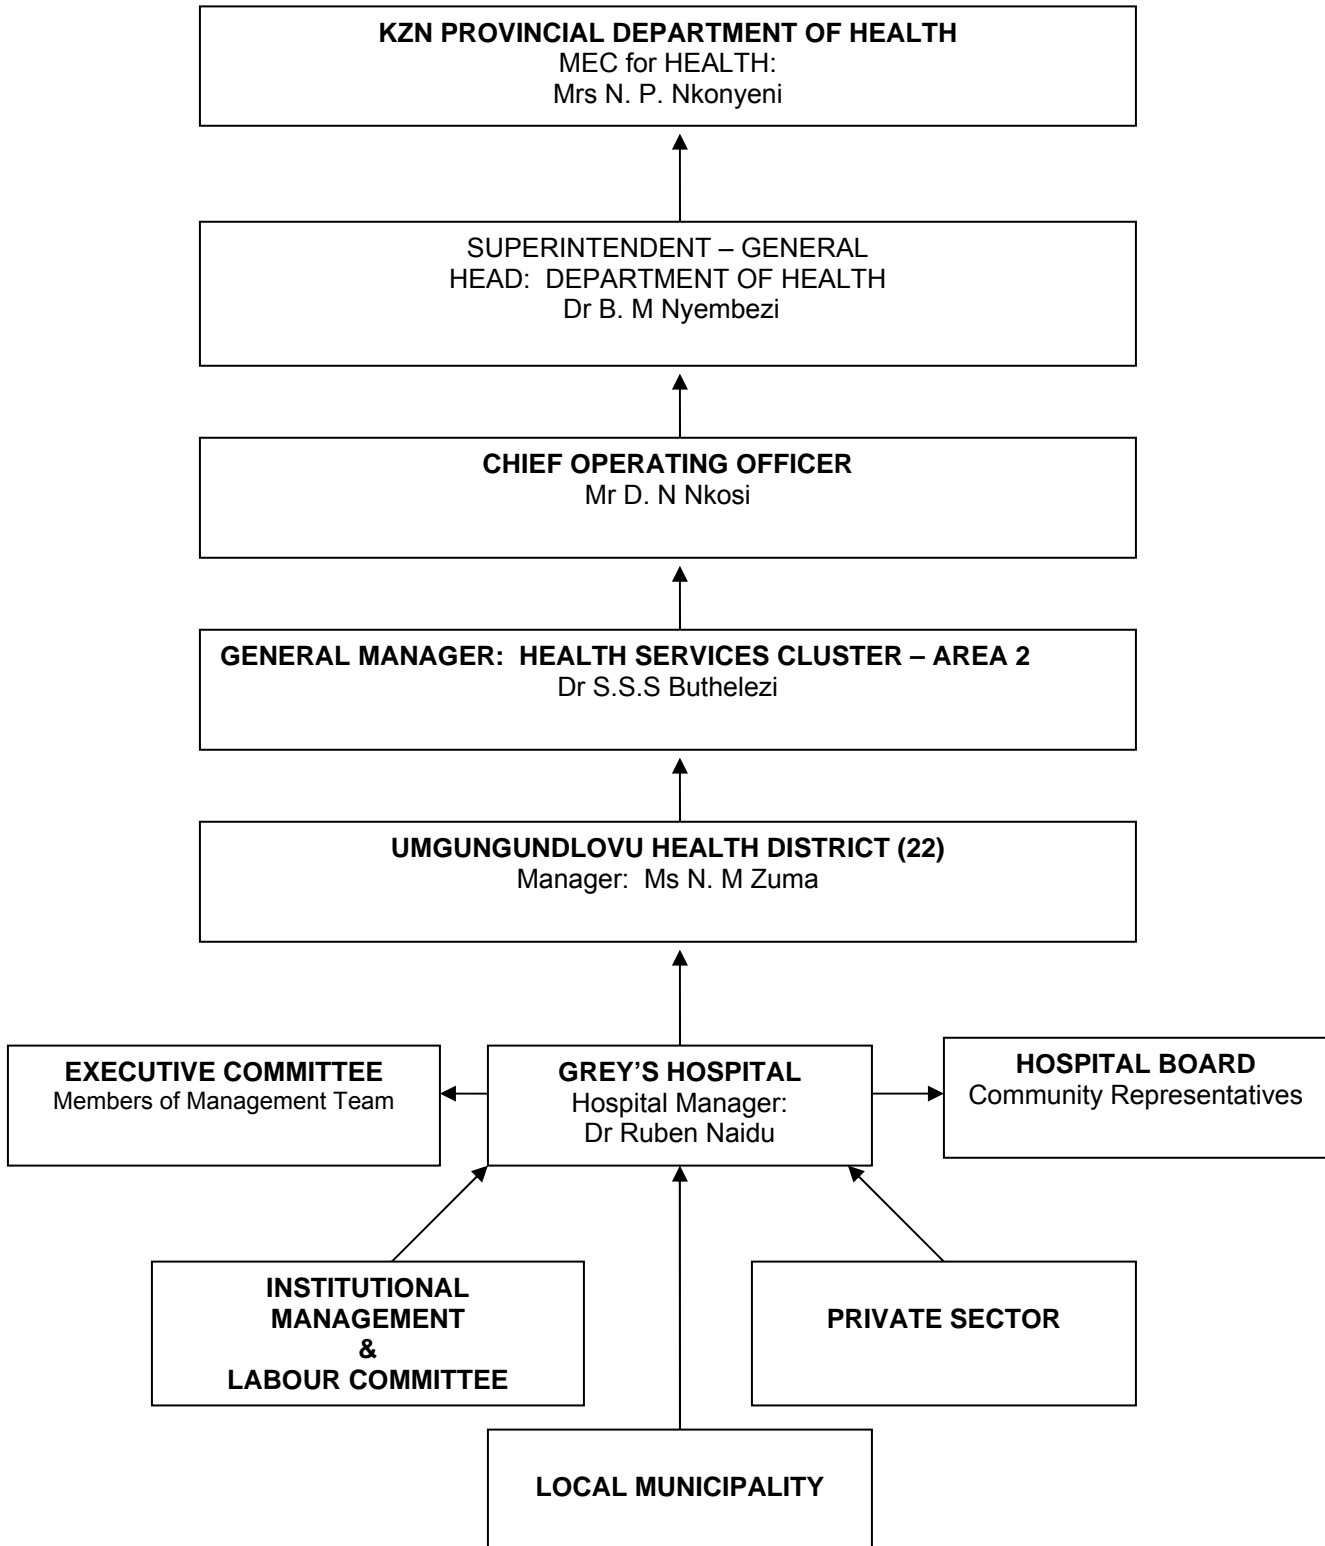 KZN PROVINCIAL DEPARTMENT OF HEALTH
MEC for HEALTH:
Mrs N. P. Nkonyeni
SUPERINTENDENT – GENERAL
HEAD:  DEPARTMENT OF HEALTH
Dr B. M Nyembezi
CHIEF OPERATING OFFICER
Mr D. N Nkosi
GENERAL MANAGER:  HEALTH SERVICES CLUSTER – AREA 2
Dr S.S.S Buthelezi
UMGUNGUNDLOVU HEALTH DISTRICT (22)
Manager:  Ms N. M Zuma
EXECUTIVE COMMITTEE
Members of Management Team
GREY’S HOSPITAL
Hospital Manager:
Dr Ruben Naidu
HOSPITAL BOARD
Community Representatives
INSTITUTIONAL
MANAGEMENT
&
LABOUR COMMITTEE
PRIVATE SECTOR
LOCAL MUNICIPALITY